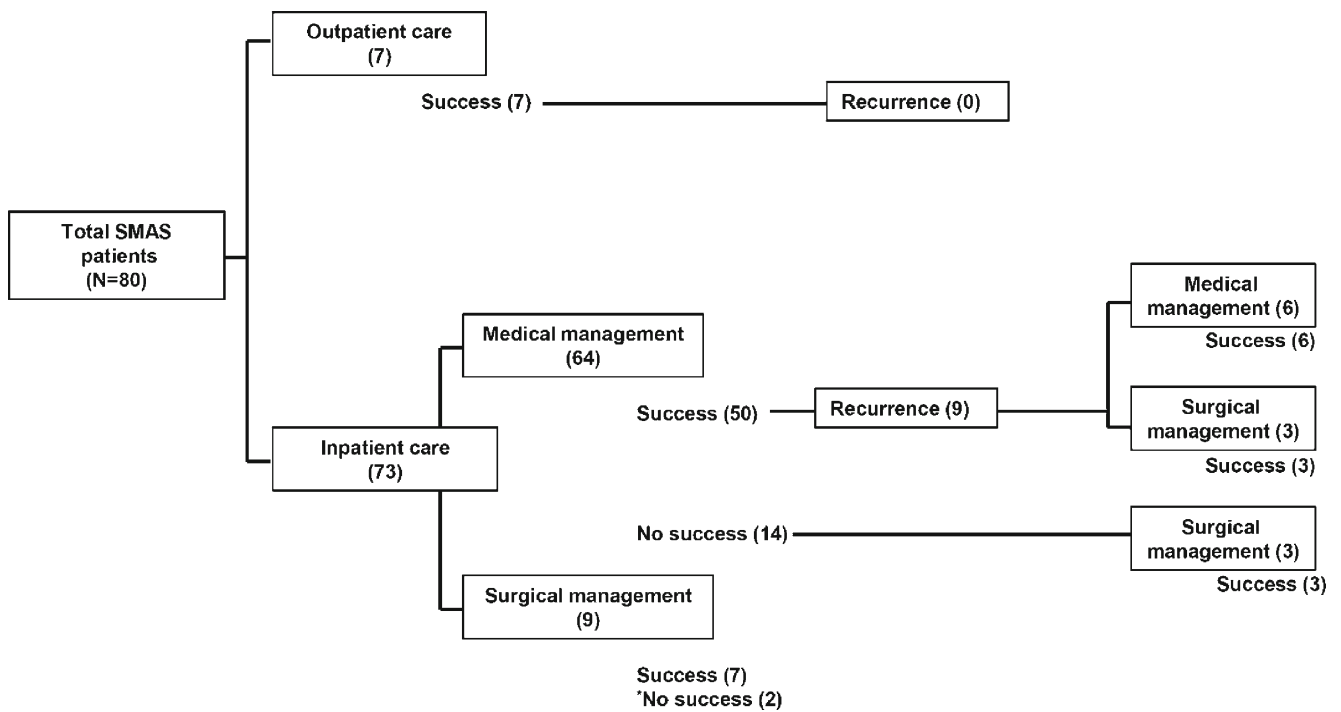 Outpatient care
(7)
Success (7)
Recurrence (0)
Total SMAS
patients
(N=80)
Inpatient care
(73)
Medical management
(64)
Success (50)
Recurrence (9)
Medical
management (6)
Success (6)
Surgical
management (3)
Success (3)
No success (14)
Surgical
management (3)
Success (3)
Surgical management
(9)
Success (7)
*No success (2)